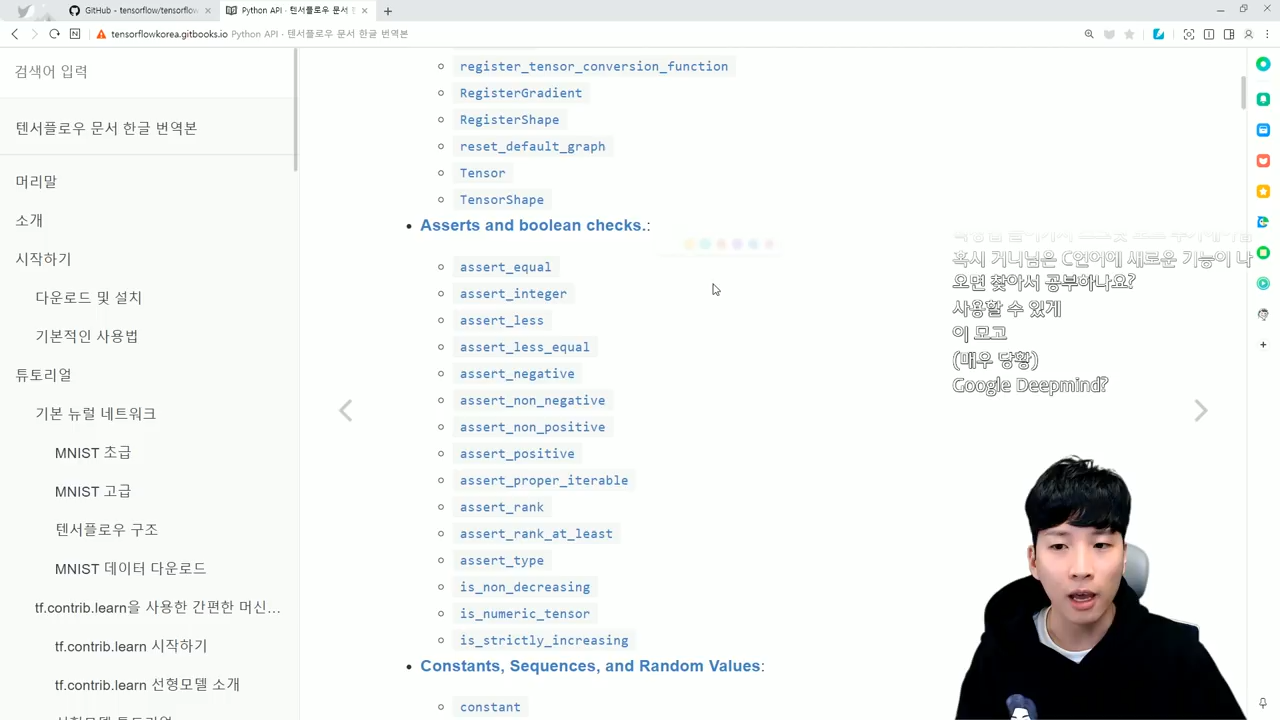 GitHub - tensorflow/tensorflow
Python API · 텐서플로우 문서 한
tensorflowkorea.gitbooks.io Python API · 텐서플로우 문서 한글 번역본
검색어 입력
텐서플로우 문서 한글 번역본
머리말
소개
시작하기
다운로드 및 설치
기본적인 사용법
튜토리얼
기본 뉴럴 네트워크
MNIST 초급
MNIST 고급
텐서플로우 구조
MNIST 데이터 다운로드
tf.contrib.learn을 사용한 간편한 머신...
tf.contrib.learn 시작하기
tf.contrib.learn 선형모델 소개
register_tensor_conversion_function
RegisterGradient
RegisterShape
reset_default_graph
Tensor
TensorShape
Asserts and boolean checks.:
assert_equal
assert_integer
assert_less
assert_less_equal
assert_negative
assert_non_negative
assert_non_positive
assert_positive
assert_proper_iterable
assert_rank
assert_rank_at_least
assert_type
is_non_decreasing
is_numeric_tensor
is_strictly_increasing
Constants, Sequences, and Random Values:
constant
혹시 거니님은 C언어에 새로운 기능이 나
오면 찾아서 공부하나요?
사용할 수 있게
이 모고
(매우 당황)
Google Deepmind?